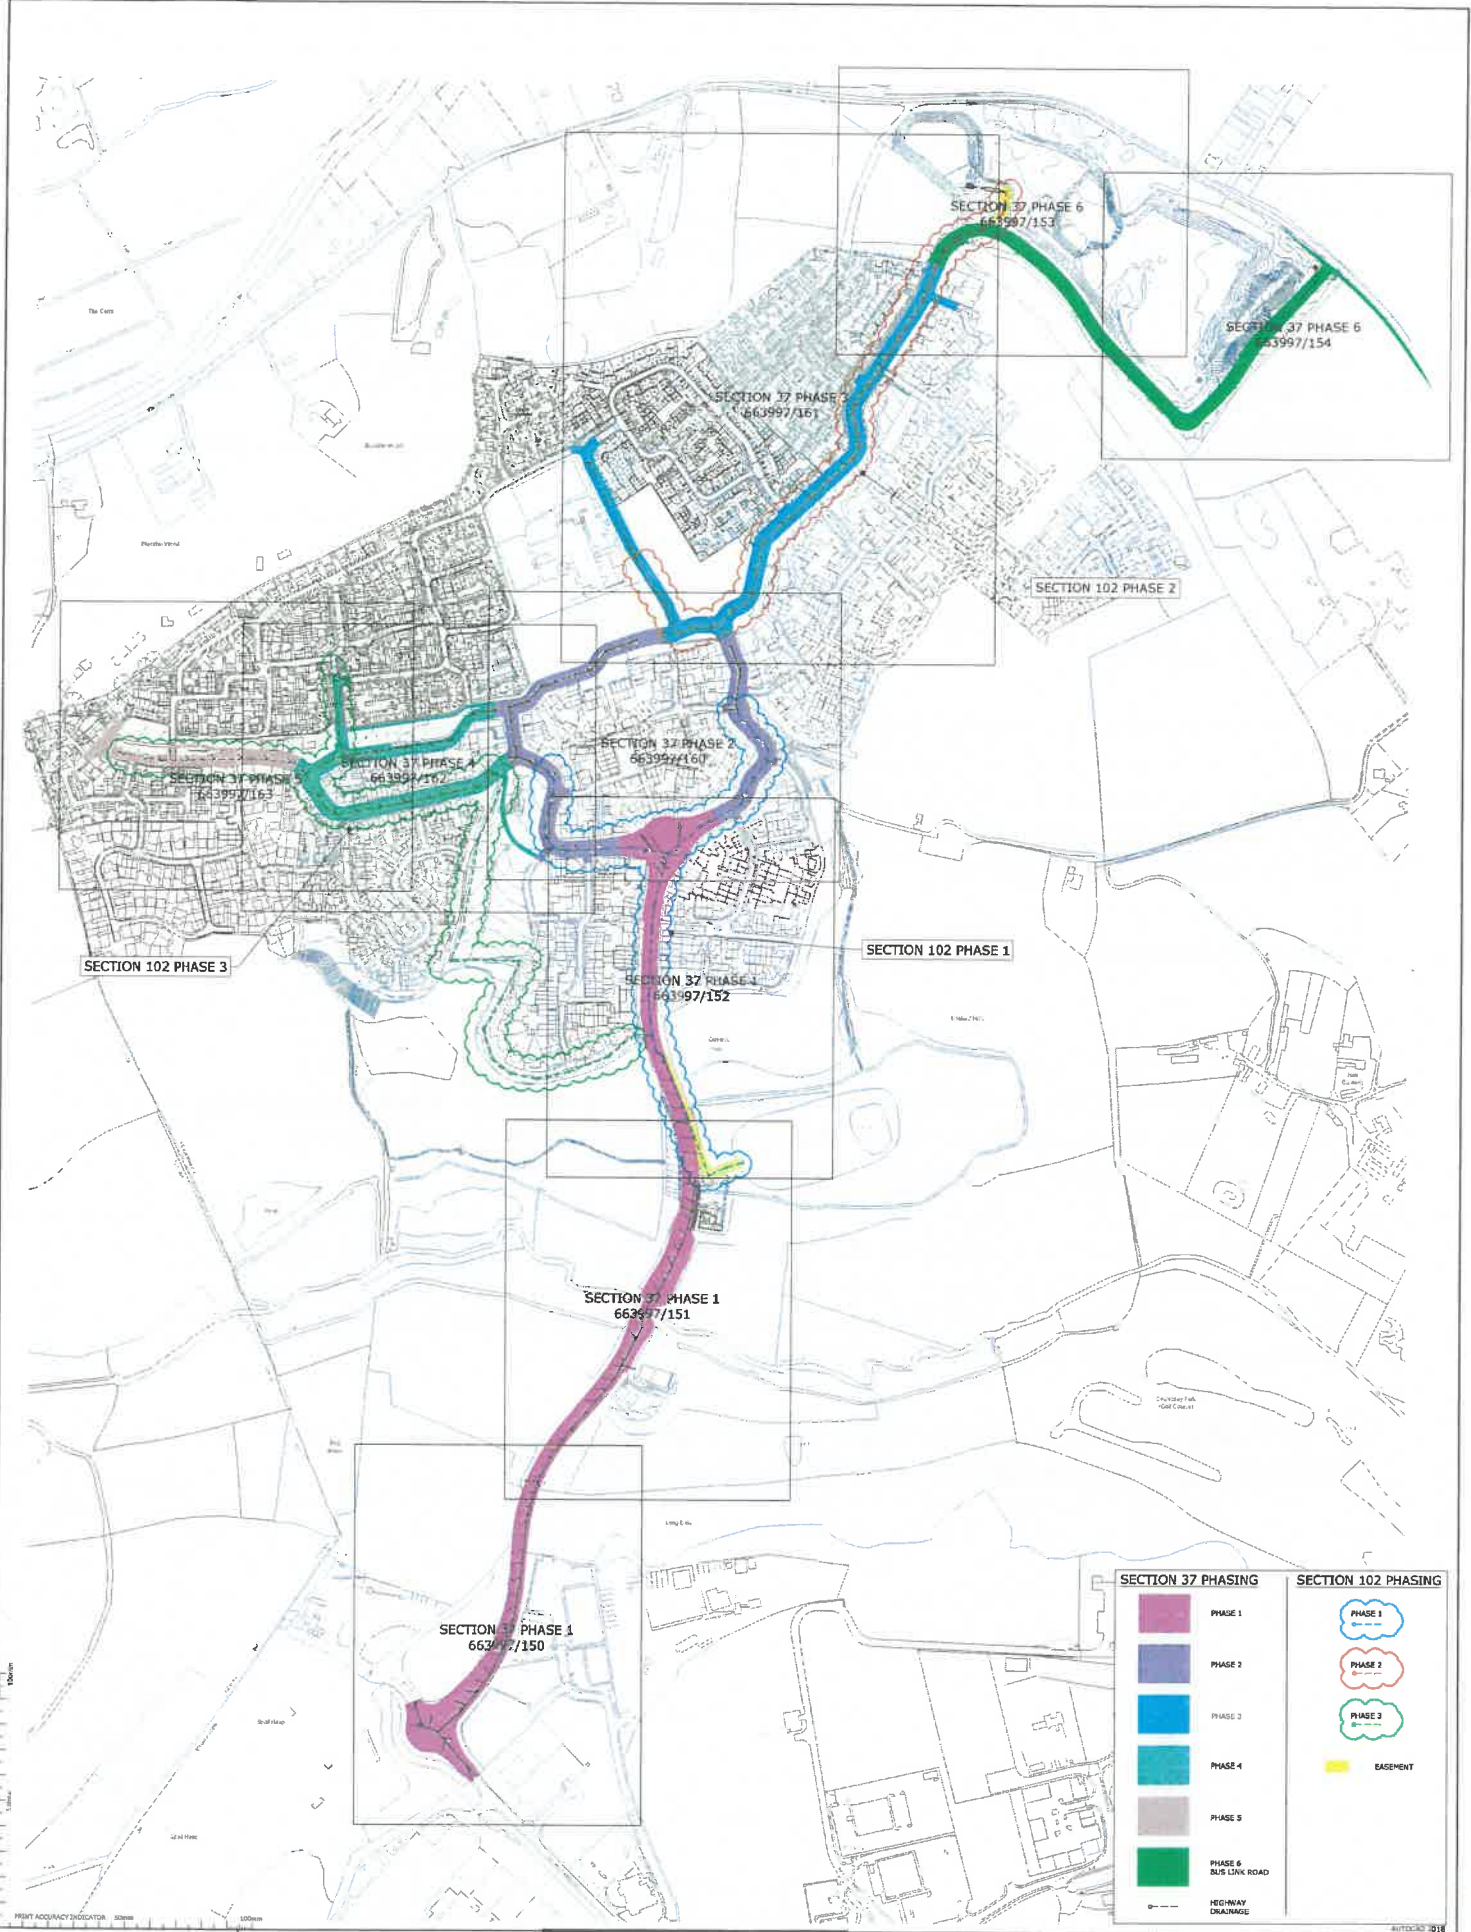 SECTION 37 PHASE 6
663997/153
SECTION 37 PHASE 6
663997/154
SECTION 37 PHASE 3
663997/161
SECTION 102 PHASE 2
SECTION 37 PHASE 2
663997/160
SECTION 37 PHASE 4
663997/162
SECTION 37 PHASE 5
663997/163
SECTION 102 PHASE 3
SECTION 102 PHASE 1
SECTION 37 PHASE 1
663997/152
SECTION 37 PHASE 1
663997/151
SECTION 37 PHASE 1
663997/150
SECTION 37 PHASING
PHASE 1
PHASE 2
PHASE 3
PHASE 4
PHASE 5
PHASE 6
BUS LINK ROAD
HIGHWAY
DRAINAGE
SECTION 102 PHASING
PHASE 1
PHASE 2
PHASE 3
EASEMENT
PRINT ACCURACY INDICATOR 50mm
100mm
100mm